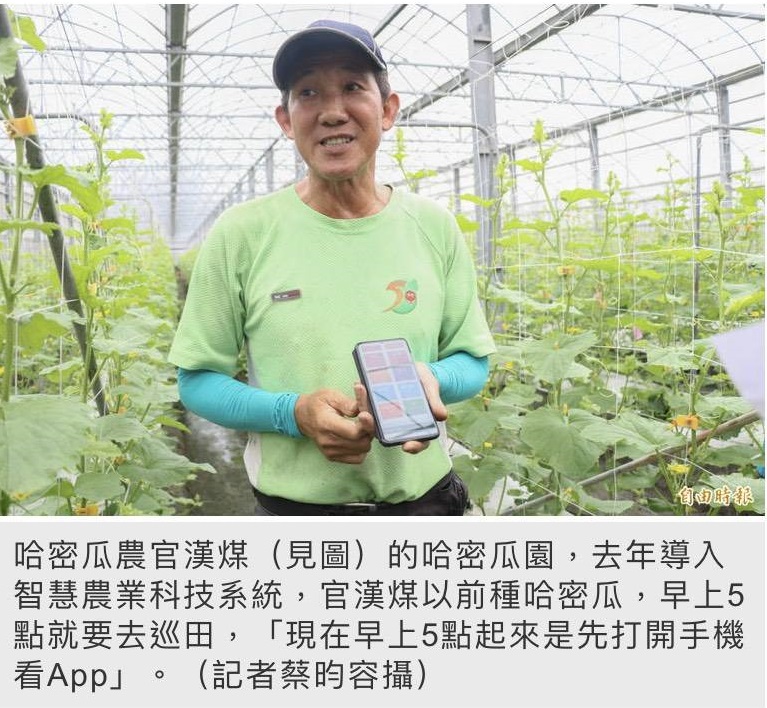 自由時報
哈密瓜農官漢煤（見圖）的哈密瓜園，去年導入
智慧農業科技系統，官漢煤以前種哈密瓜，早上5
點就要去巡田，「現在早上5點起來是先打開手機
看App」。（記者蔡昀容攝）